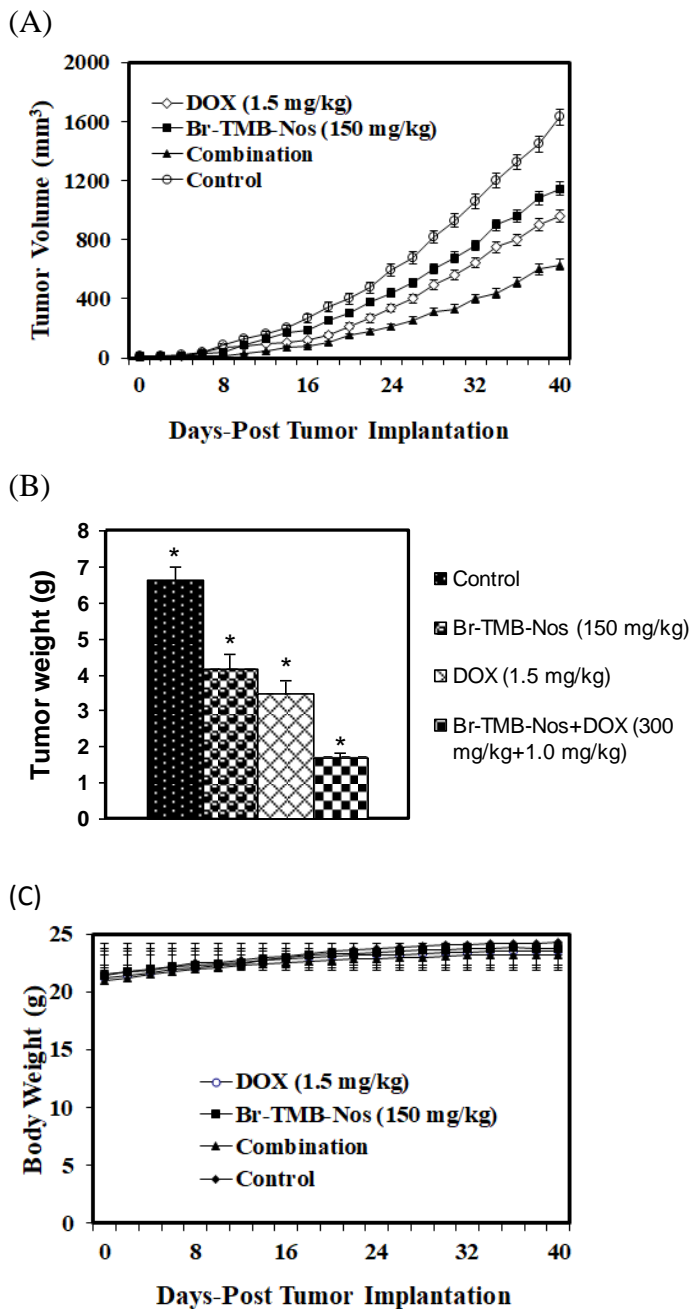 (A)
2000
1600
1200
800
400
0
Tumor Volume (mm³)
DOX (1.5 mg/kg)
Br-TMB-Nos (150 mg/kg)
Combination
Control
0 8 16 24 32 40
Days-Post Tumor Implantation
(B)
8
7
6
5
4
3
2
1
0
Tumor weight (g)
*
*
*
*
Control
Br-TMB-Nos (150 mg/kg)
DOX (1.5 mg/kg)
Br-TMB-Nos+DOX (300
mg/kg+1.0 mg/kg)
(C)
25
20
15
10
5
0
Body Weight (g)
DOX (1.5 mg/kg)
Br-TMB-Nos (150 mg/kg)
Combination
Control
0 8 16 24 32 40
Days-Post Tumor Implantation